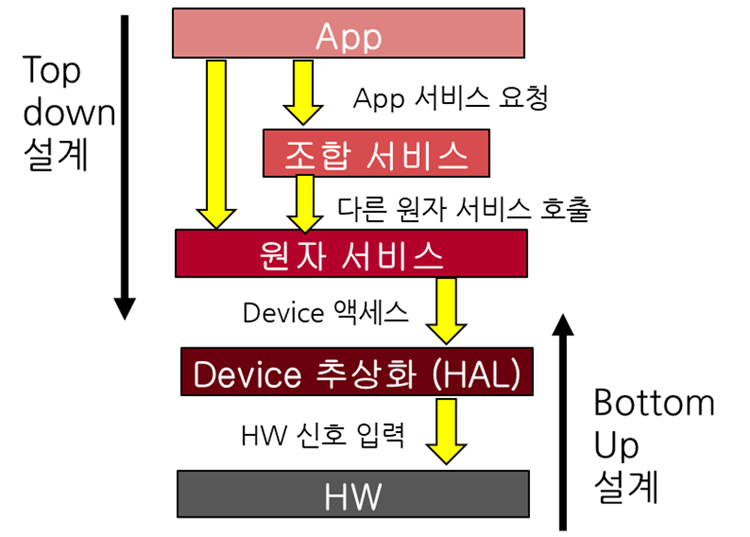 App
Top
down
설계
App 서비스 요청
조합 서비스
다른 원자 서비스 호출
원자 서비스
Device 액세스
Device 추상화 (HAL)
HW 신호 입력
Bottom
Up
설계
HW